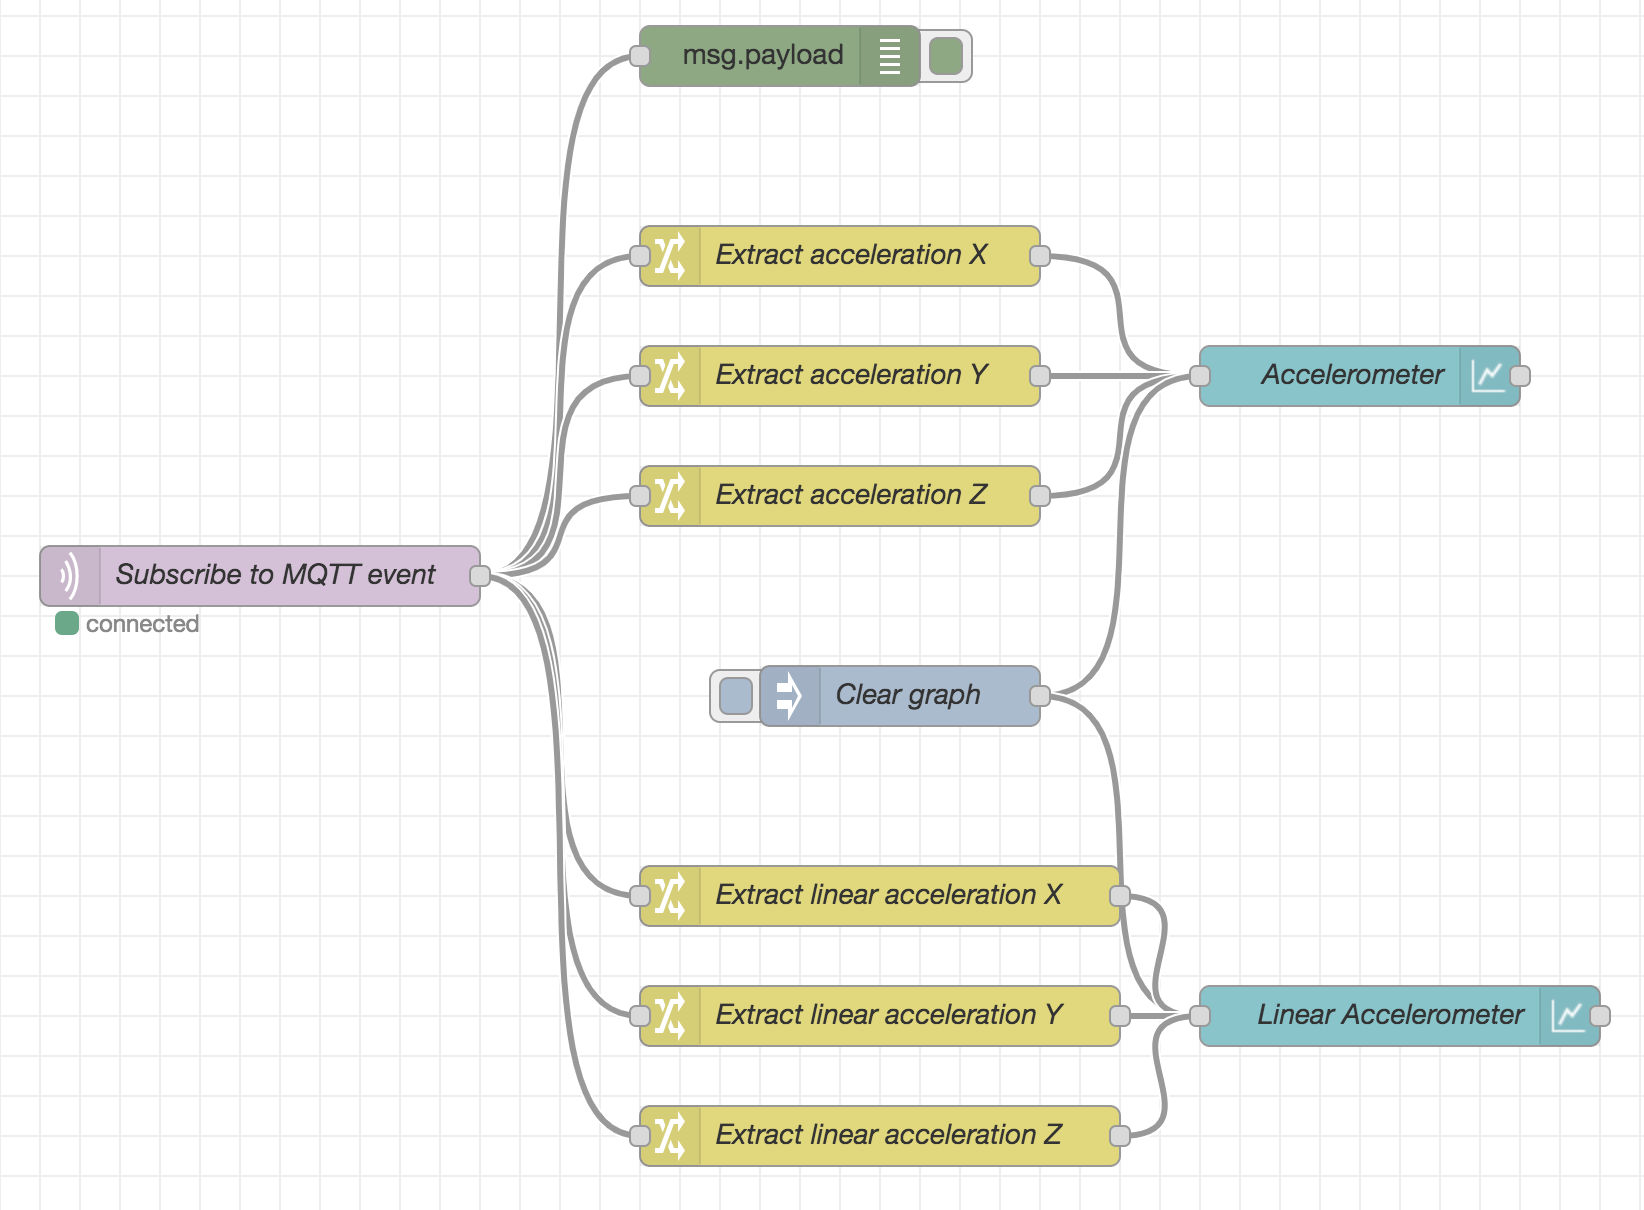 msg.payload
Extract acceleration X
Extract acceleration Y
Accelerometer
Extract acceleration Z
Subscribe to MQTT event
connected
Clear graph
Extract linear acceleration X
Extract linear acceleration Y
Linear Accelerometer
Extract linear acceleration Z